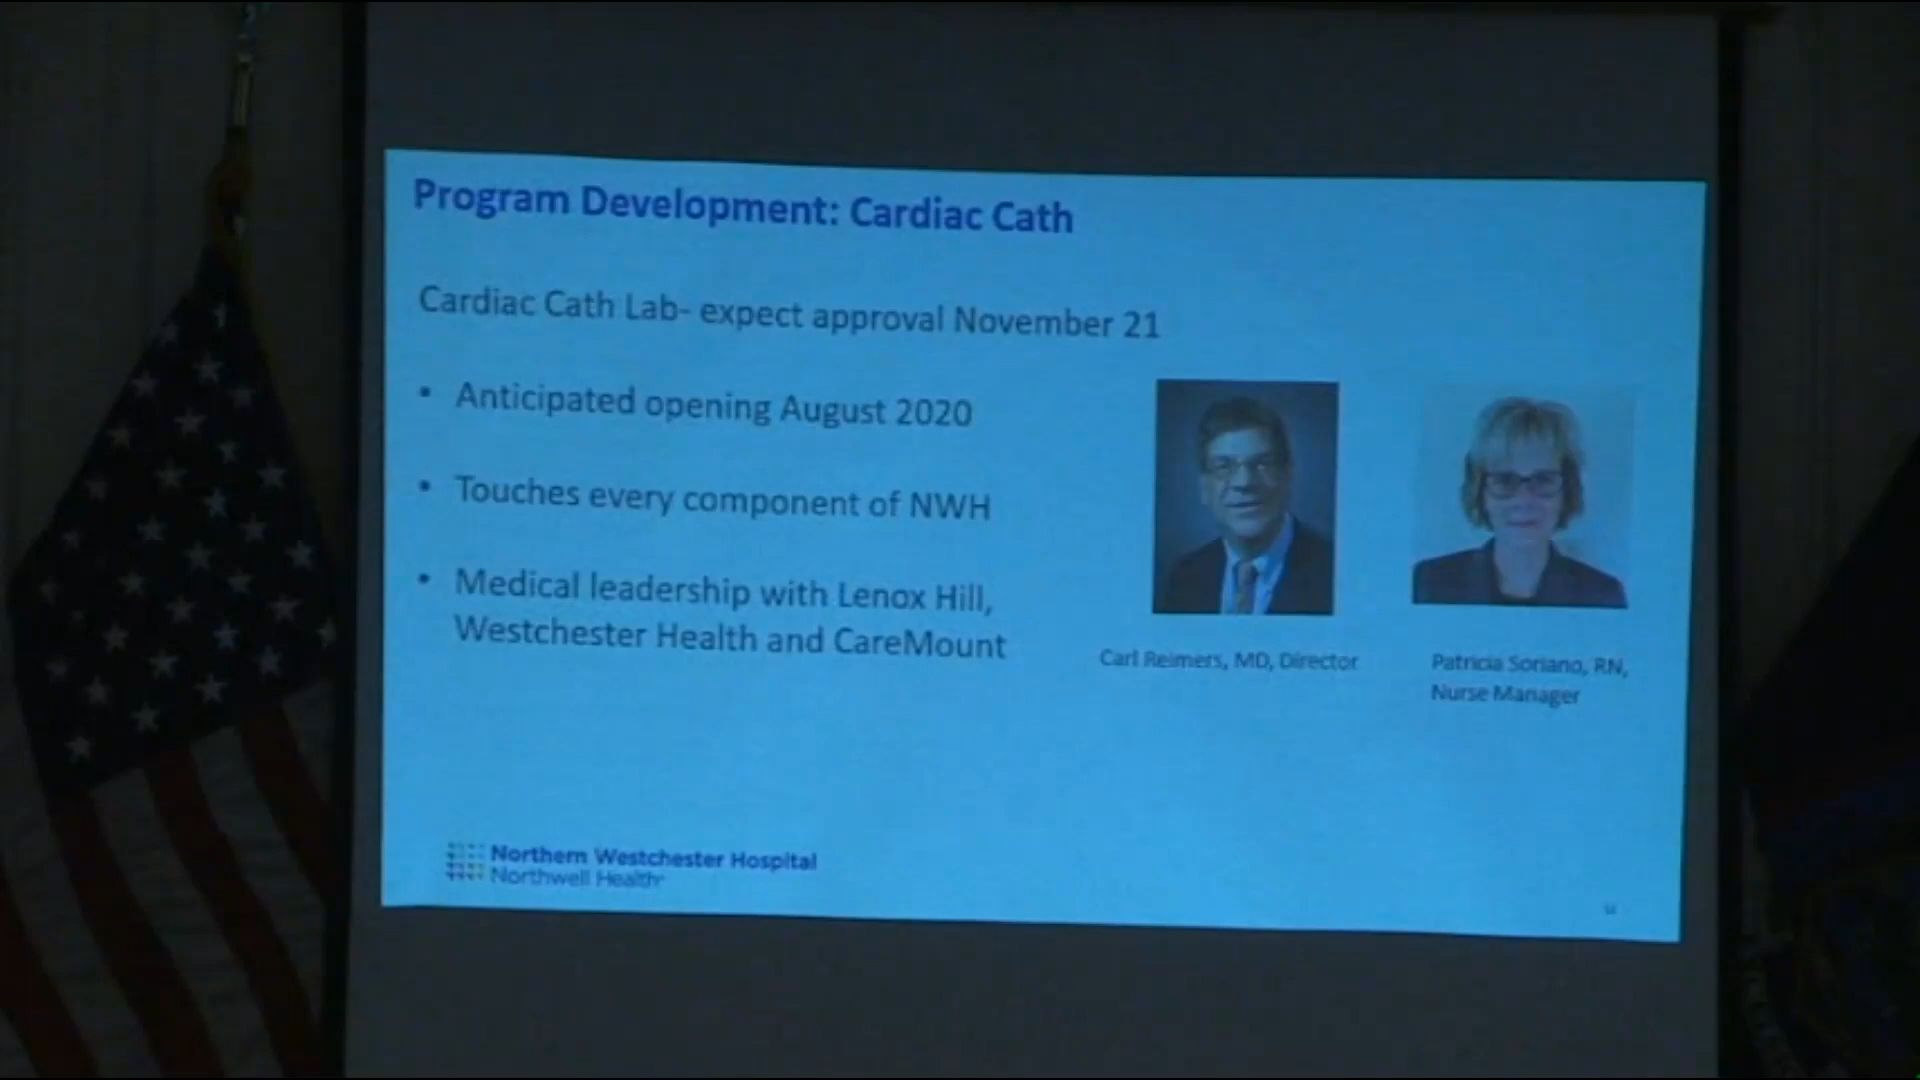 Program Development: Cardiac Cath
Cardiac Cath Lab- expect approval November 21
• Anticipated opening August 2020
• Touches every component of NWH
• Medical leadership with Lenox Hill,
Westchester Health and CareMount
Carl Reimers, MD, Director
Patricia Soriano, RN,
Nurse Manager
Northern Westchester Hospital
Northwell Health